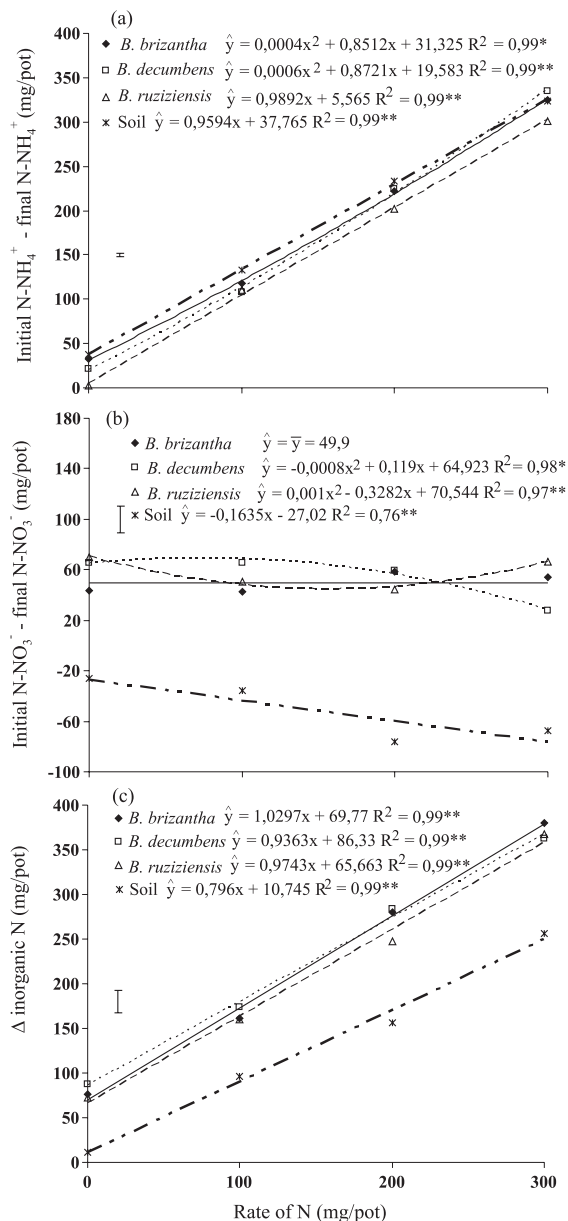 (a)
B. brizantha ŷ = 0,0004x² + 0,8512x + 31,325 R² = 0,99*
B. decumbens ŷ = 0,0006x² + 0,8721x + 19,583 R² = 0,99**
B. ruziziensis ŷ = 0,9892x + 5,565 R² = 0,99**
Soil ŷ = 0,9594x + 37,765 R² = 0,99**
Initial N-NH₄⁺ - final N-NH₄⁺ (mg/pot)
400
350
300
250
200
150
100
50
0
(b)
B. brizantha ŷ = y̅ = 49,9
B. decumbens ŷ = -0,0008x² + 0,119x + 64,923 R² = 0,98*
B. ruziziensis ŷ = 0,001x² - 0,3282x + 70,544 R² = 0,97**
Soil ŷ = -0,1635x - 27,02 R² = 0,76**
Initial N-NO₃⁻ - final N-NO₃⁻ (mg/pot)
180
140
100
60
20
-20
-60
-100
(c)
B. brizantha ŷ = 1,0297x + 69,77 R² = 0,99**
B. decumbens ŷ = 0,9363x + 86,33 R² = 0,99**
B. ruziziensis ŷ = 0,9743x + 65,663 R² = 0,99**
Soil ŷ = 0,796x + 10,745 R² = 0,99**
Δ inorganic N (mg/pot)
400
350
300
250
200
150
100
50
0
0 100 200 300
Rate of N (mg/pot)